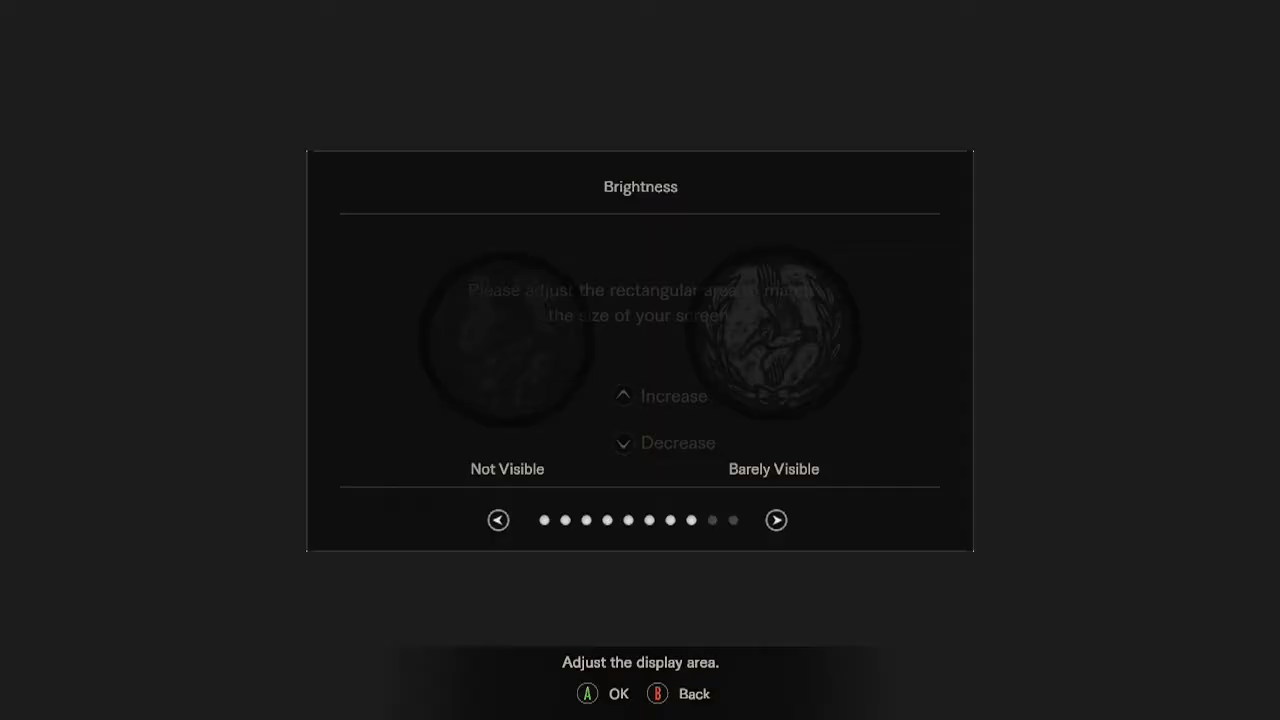 Brightness
Please adjust the rectangular area to match
the size of your screen.
Increase
Decrease
Not Visible
Barely Visible
Adjust the display area.
A OK B Back